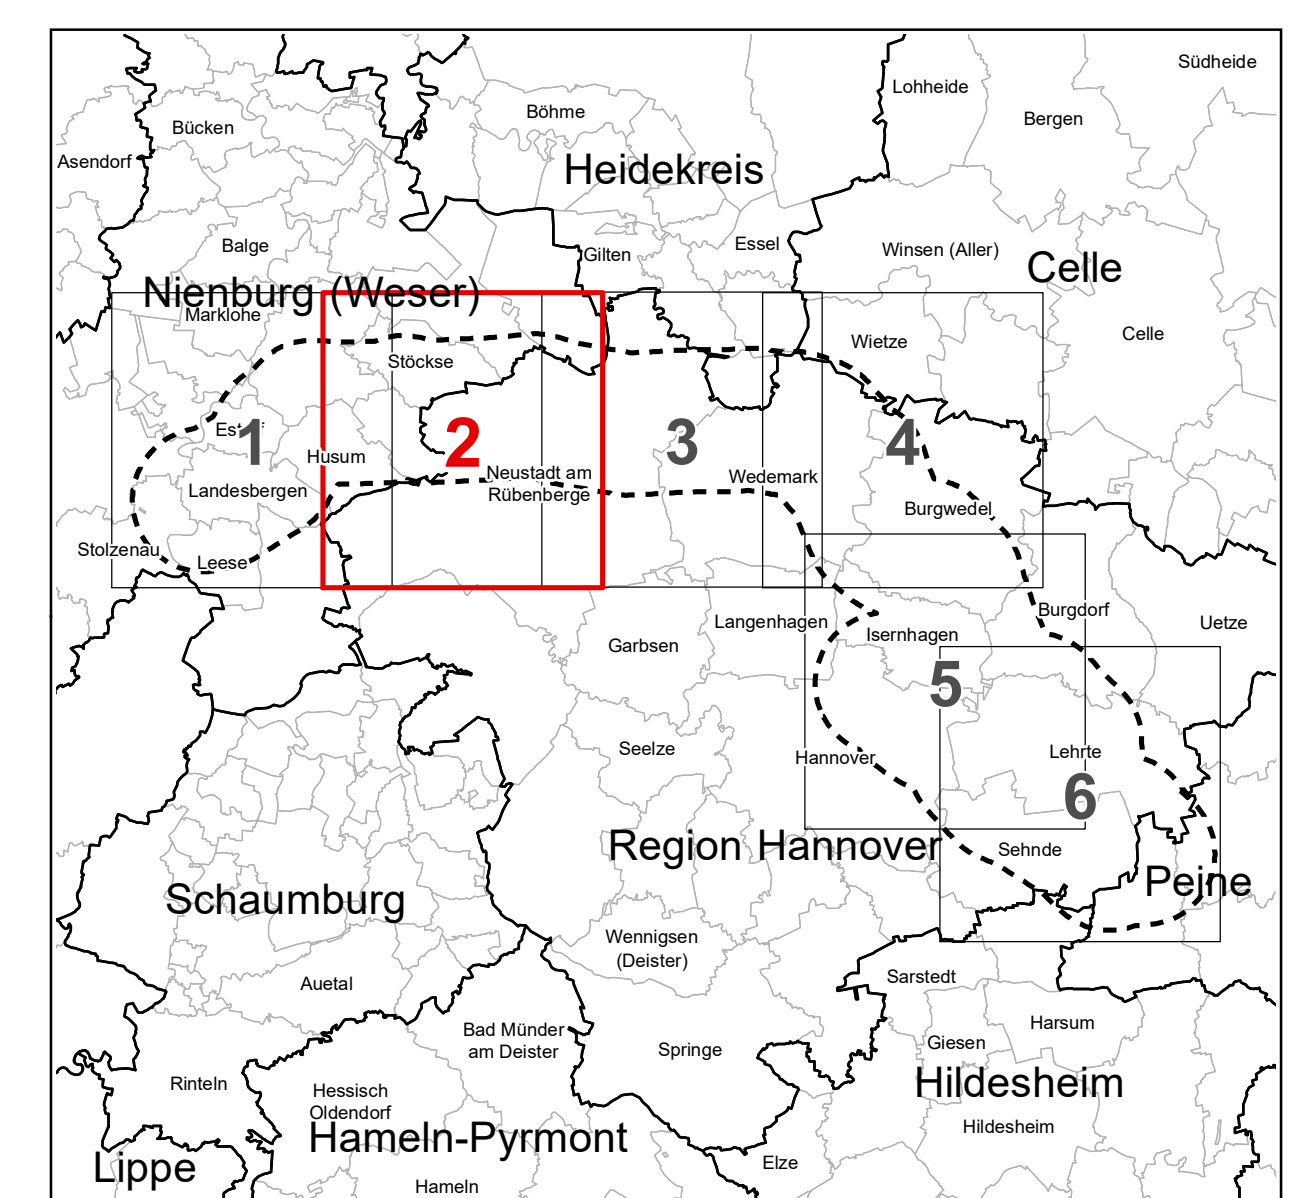 Südheide
Lohheide
Böhme
Bergen
Bücken
Asendorf
Heidekreis
Balge
Gilten
Essel
Winsen (Aller)
Celle
Nienburg (Weser)
Marklohe
Celle
Wietze
Stöckse
1
2
3
4
Husum
Neustadt am
Rübenberge
Wedemark
Landesbergen
Burgwedel
Stolzenau
Leese
Burgdorf
Langenhagen
Uetze
Isernhagen
Garbsen
5
Seelze
Hannover
Lehrte
6
Region Hannover
Sehnde
Peine
Schaumburg
Wennigsen
(Deister)
Sarstedt
Auetal
Harsum
Bad Münder
am Deister
Giesen
Springe
Rinteln
Hildesheim
Hessisch
Oldendorf
Hildesheim
Hameln-Pyrmont
Lippe
Elze
Hameln